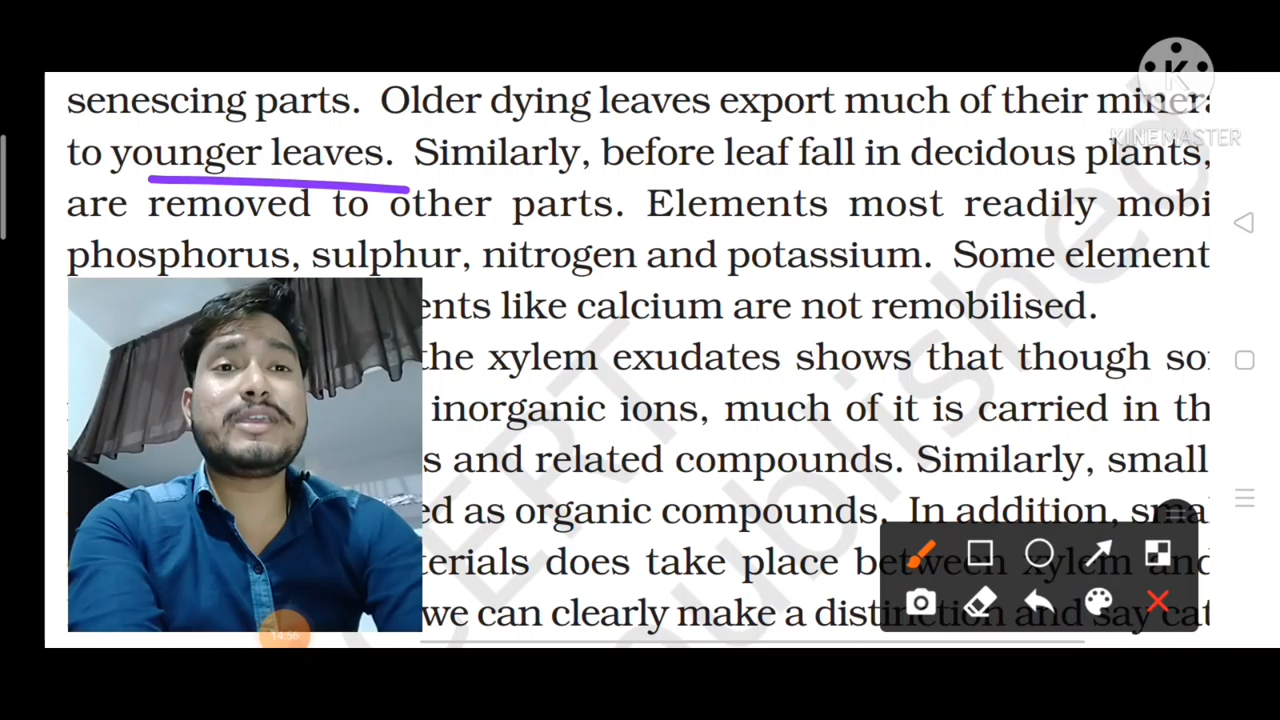 senescing parts. Older dying leaves export much of their
KINEMASTER
to younger leaves. Similarly, before leaf fall in decidous plants,
are removed to other parts. Elements most readily mobi
phosphorus, sulphur, nitrogen and potassium. Some element
ents like calcium are not remobilised.
the xylem exudates shows that though
inorganic ions, much of it is carried in th
s and related compounds. Similarly, small
ed as organic compounds. In addition,
terials does take place between xylem and
we can clearly make a distinction and say
14:56